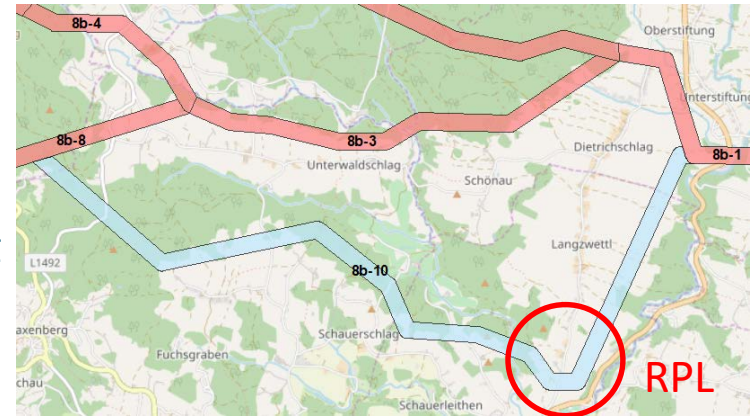 8b-4
Oberstiftung
Unterstiftung
8b-8
8b-3
Dietrichschlag
8b-1
Unterwaldschlag
Schönau
L1492
Langzwettl
8b-10
Schauerschlag
axenberg
Fuchsgraben
RPL
chau
Schauerleithen